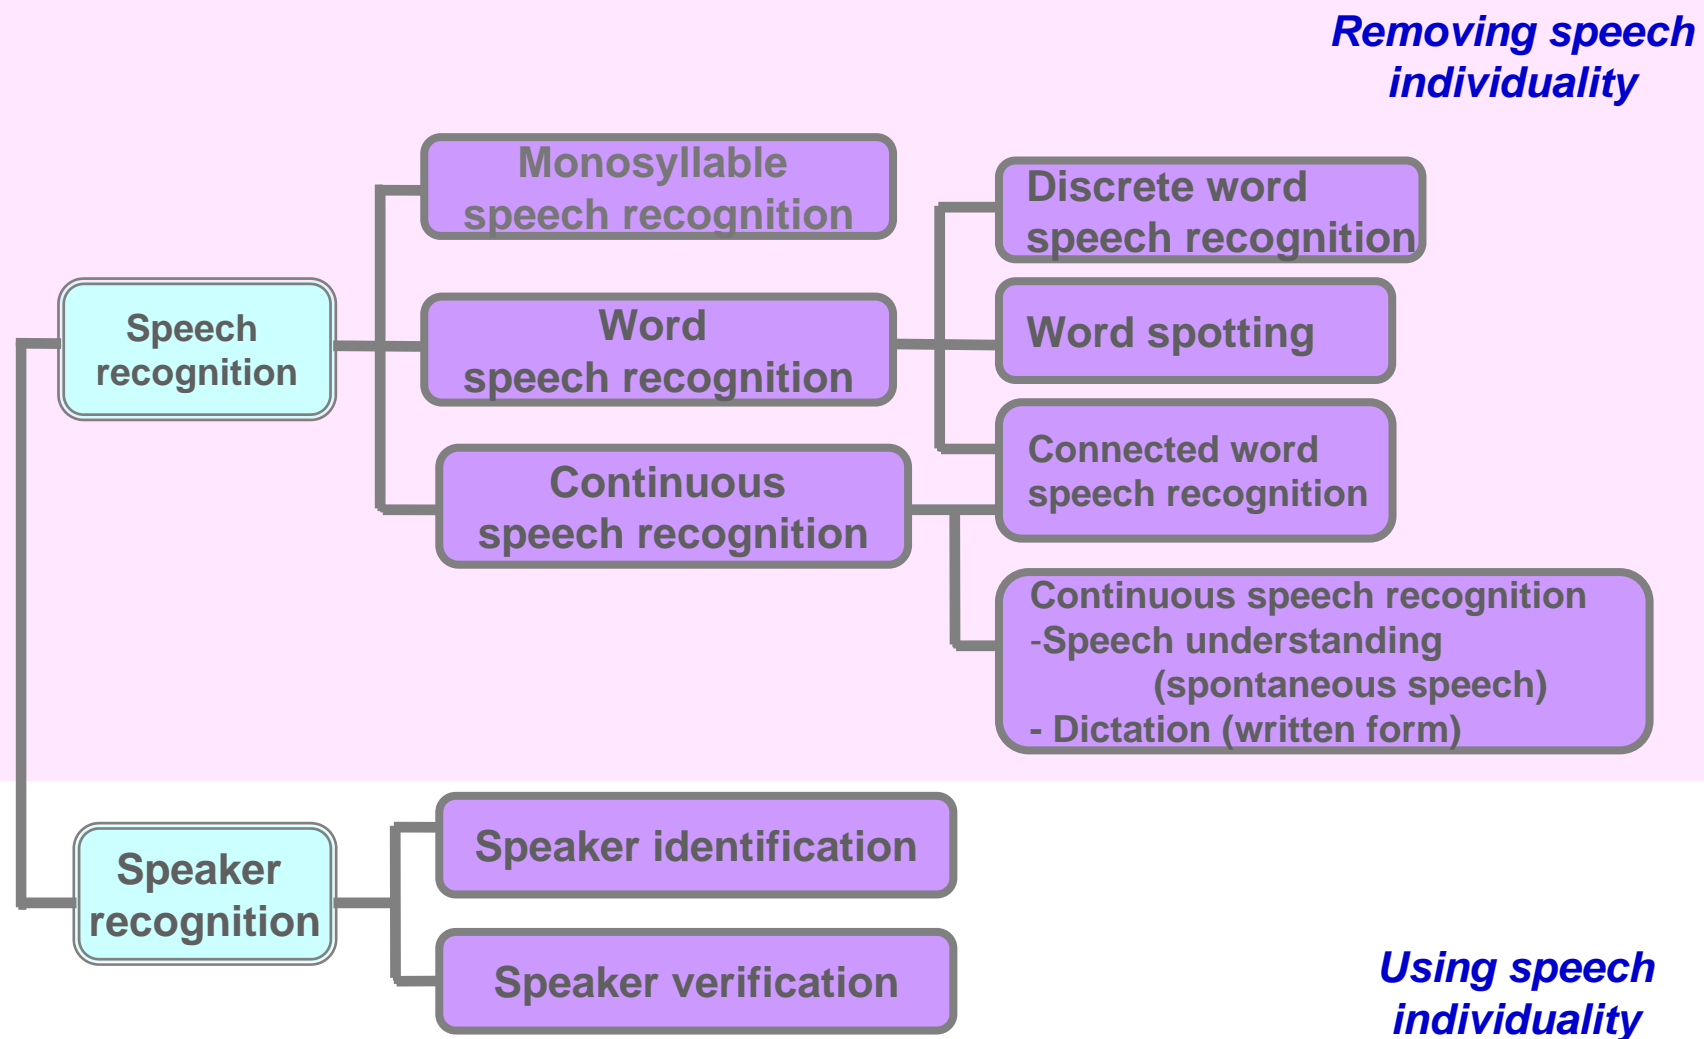 Removing speech
individuality
Monosyllable
speech recognition
Discrete word
speech recognition
Speech
recognition
Word
speech recognition
Word spotting
Connected word
speech recognition
Continuous
speech recognition
Continuous speech recognition
-Speech understanding
(spontaneous speech)
- Dictation (written form)
Speaker
recognition
Speaker identification
Speaker verification
Using speech
individuality